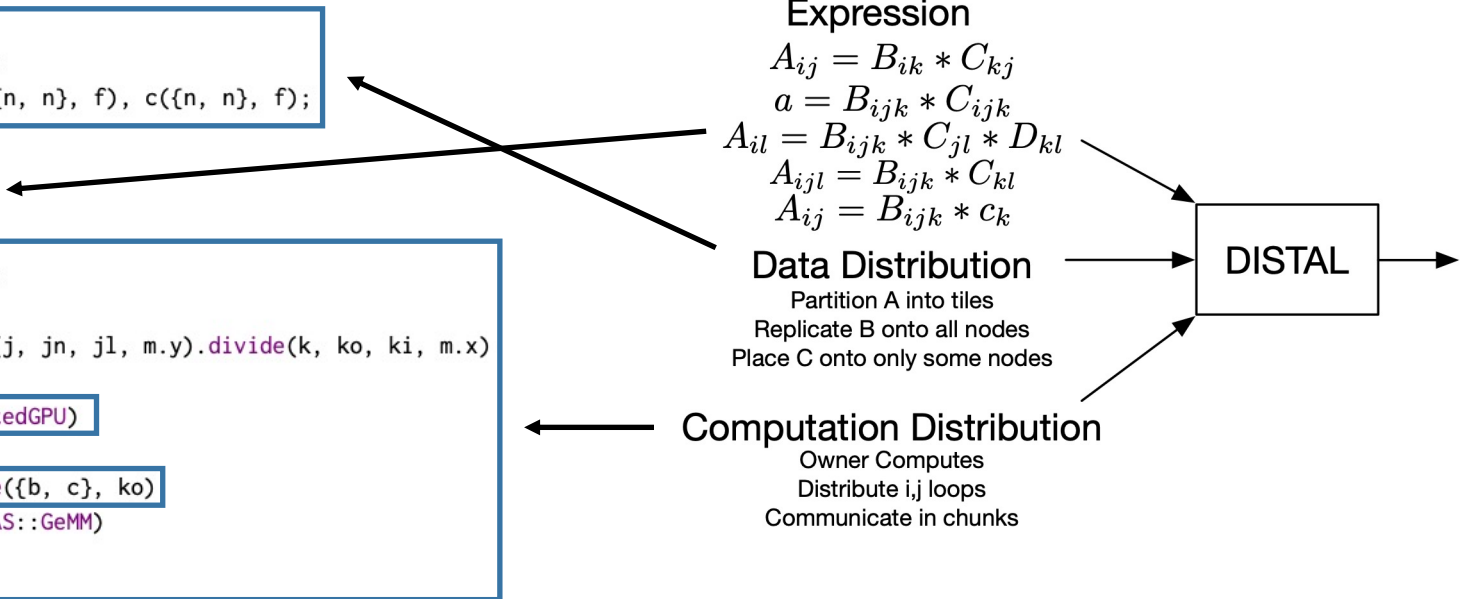 n, n}, f), c({n, n}, f);
j, jn, jl, m.y).divide(k, ko, ki, m.x)
edGPU)
({b, c}, ko)
S::GeMM)
Expression
A_{ij} = B_{ik} * C_{kj}
a = B_{ijk} * C_{ijk}
A_{il} = B_{ijk} * C_{jl} * D_{kl}
A_{ijl} = B_{ijk} * C_{kl}
A_{ij} = B_{ijk} * c_k
Data Distribution
Partition A into tiles
Replicate B onto all nodes
Place C onto only some nodes
Computation Distribution
Owner Computes
Distribute i,j loops
Communicate in chunks
DISTAL